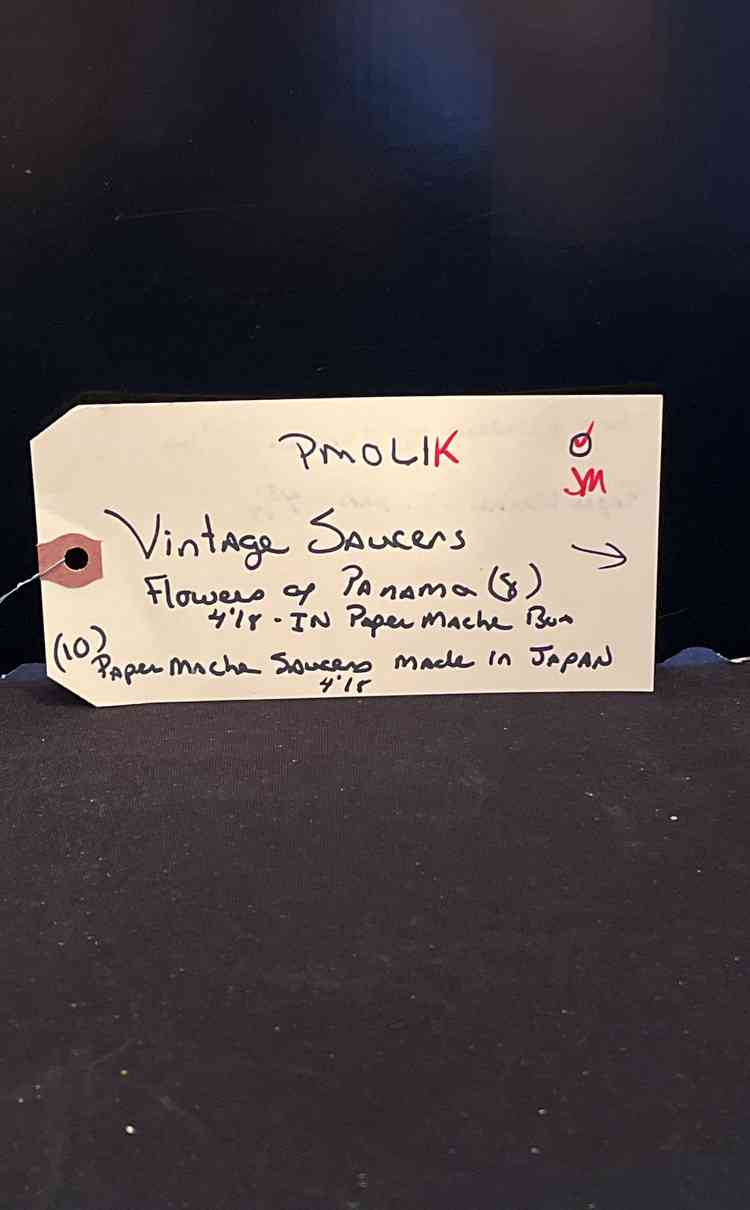 PMOLIK
JM
Vintage Saucers →
Flowers of Panama (8)
4"18 - IN Paper Mache Box
(10) Paper Mache Saucers made in JAPAN
4"18